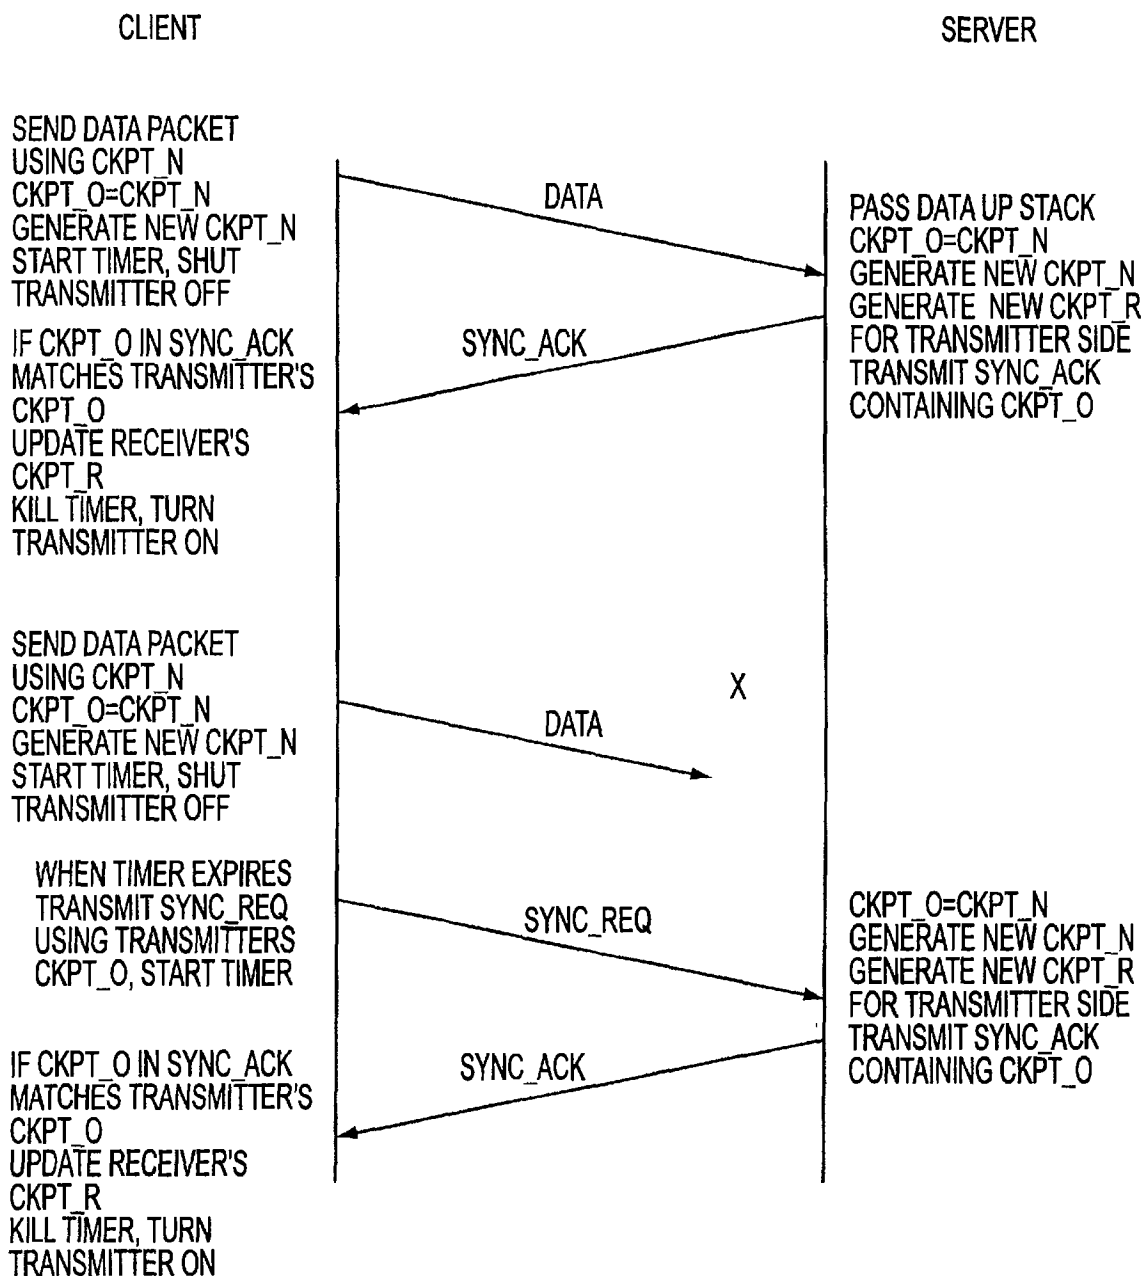 CLIENT
SERVER
SEND DATA PACKET
USING CKPT_N
CKPT_O=CKPT_N
GENERATE NEW CKPT_N
START TIMER, SHUT
TRANSMITTER OFF
DATA
PASS DATA UP STACK
CKPT_O=CKPT_N
GENERATE NEW CKPT_N
GENERATE NEW CKPT_R
FOR TRANSMITTER SIDE
TRANSMIT SYNC_ACK
CONTAINING CKPT_O
SYNC_ACK
IF CKPT_O IN SYNC_ACK
MATCHES TRANSMITTER'S
CKPT_O
UPDATE RECEIVER'S
CKPT_R
KILL TIMER, TURN
TRANSMITTER ON
SEND DATA PACKET
USING CKPT_N
CKPT_O=CKPT_N
GENERATE NEW CKPT_N
START TIMER, SHUT
TRANSMITTER OFF
DATA
X
WHEN TIMER EXPIRES
TRANSMIT SYNC_REQ
USING TRANSMITTERS
CKPT_O, START TIMER
SYNC_REQ
CKPT_O=CKPT_N
GENERATE NEW CKPT_N
GENERATE NEW CKPT_R
FOR TRANSMITTER SIDE
TRANSMIT SYNC_ACK
CONTAINING CKPT_O
SYNC_ACK
IF CKPT_O IN SYNC_ACK
MATCHES TRANSMITTER'S
CKPT_O
UPDATE RECEIVER'S
CKPT_R
KILL TIMER, TURN
TRANSMITTER ON